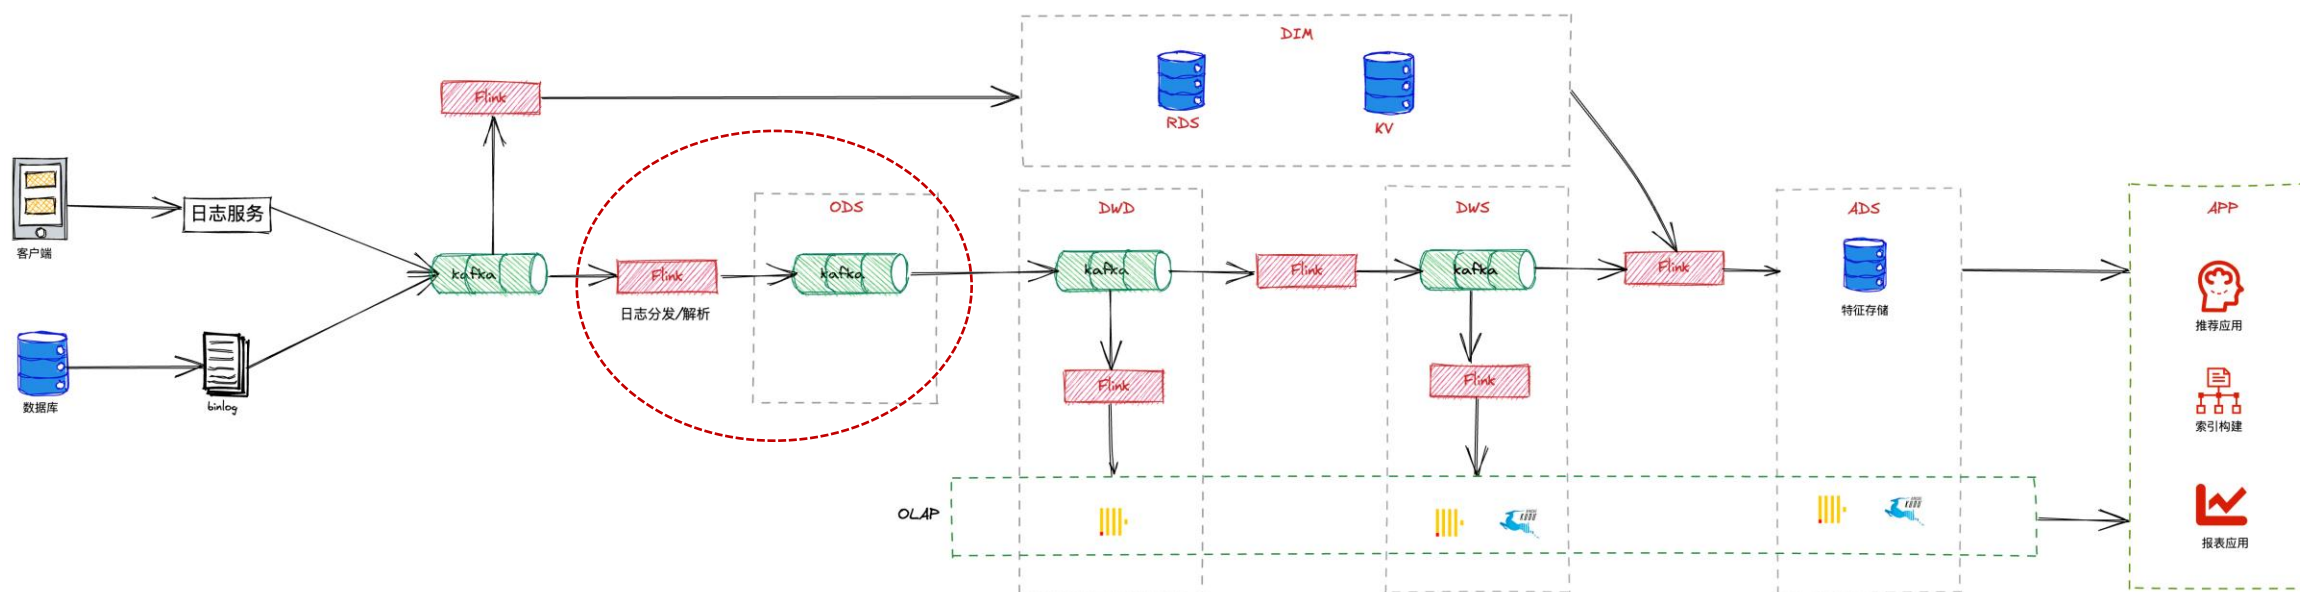 DIM
RDS
KV
Flink
客户端
日志服务
数据库
binlog
kafka
Flink
日志分发/解析
ODS
kafka
DWD
kafka
Flink
Flink
DWS
kafka
Flink
Flink
ADS
特征存储
OLAP
APP
推荐应用
索引构建
报表应用